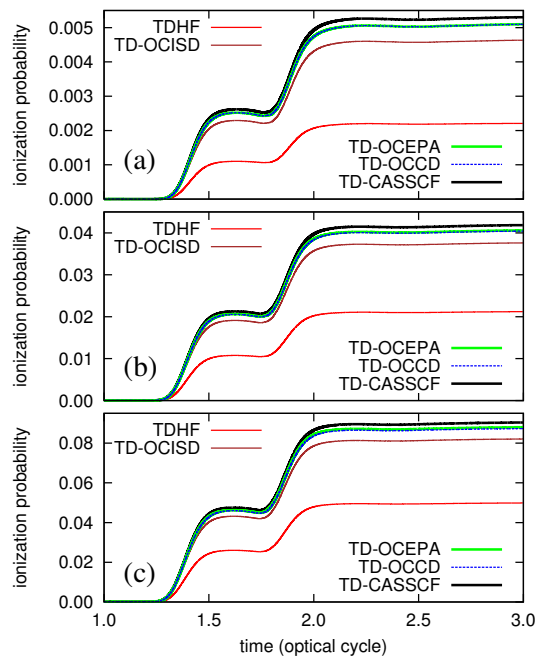 0.005
0.004
0.003
0.002
0.001
0.000
ionization probability
TDHF
TD-OCISD
(a)
TD-OCEPA
TD-OCCD
TD-CASSCF
0.04
0.03
0.02
0.01
0.00
ionization probability
TDHF
TD-OCISD
(b)
TD-OCEPA
TD-OCCD
TD-CASSCF
0.08
0.06
0.04
0.02
0.00
ionization probability
TDHF
TD-OCISD
(c)
TD-OCEPA
TD-OCCD
TD-CASSCF
1.0 1.5 2.0 2.5 3.0
time (optical cycle)